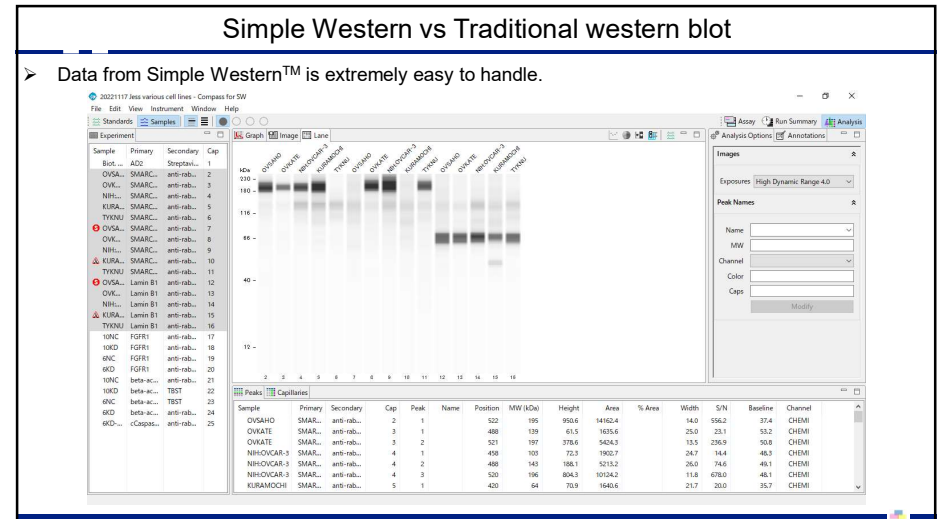 Simple Western vs Traditional western blot
➢ Data from Simple Western™ is extremely easy to handle.
20221117 Jess various cell lines - Compass for SW
File Edit View Instrument Window Help
Standards Samples Assay Run Summary Analysis
Experiment
Graph Image Lane
Analysis Options Annotations
Sample Primary Secondary Cap
Biot. ... AD2 Streptavi... 1
OVSA... SMARC... anti-rab... 2
OVK... SMARC... anti-rab... 3
NIH:... SMARC... anti-rab... 4
KURA... SMARC... anti-rab... 5
TYKNU SMARC... anti-rab... 6
OVSA... SMARC... anti-rab... 7
OVK... SMARC... anti-rab... 8
NIH:... SMARC... anti-rab... 9
KURA... SMARC... anti-rab... 10
TYKNU SMARC... anti-rab... 11
OVSA... Lamin B1 anti-rab... 12
OVK... Lamin B1 anti-rab... 13
NIH:... Lamin B1 anti-rab... 14
KURA... Lamin B1 anti-rab... 15
TYKNU Lamin B1 anti-rab... 16
10NC FGFR1 anti-rab... 17
10KD FGFR1 anti-rab... 18
6NC FGFR1 anti-rab... 19
6KD FGFR1 anti-rab... 20
10NC beta-ac... anti-rab... 21
10KD beta-ac... TBST 22
6NC beta-ac... TBST 23
6KD beta-ac... anti-rab... 24
6KD-... cCaspas... anti-rab... 25
OVSAHO OVKATE NIH:OVCAR-3 KURAMOCHI TYKNU OVSAHO OVKATE NIH:OVCAR-3 KURAMOCHI TYKNU OVSAHO OVKATE NIH:OVCAR-3 KURAMOCHI TYKNU
kDa
230
180
116
66
40
12
2 3 4 5 6 7 8 9 10 11 12 13 14 15 16
Images
Exposures High Dynamic Range 4.0
Peak Names
Name
MW
Channel
Color
Caps
Modify
Peaks Capillaries
Sample Primary Secondary Cap Peak Name Position MW (kDa) Height Area % Area Width S/N Baseline Channel
OVSAHO SMAR... anti-rab... 2 1 522 195 950.6 14162.4 14.0 556.2 37.4 CHEMI
OVKATE SMAR... anti-rab... 3 1 488 139 61.5 1635.6 25.0 23.1 53.2 CHEMI
OVKATE SMAR... anti-rab... 3 2 521 197 378.6 5424.3 13.5 236.9 50.8 CHEMI
NIH:OVCAR-3 SMAR... anti-rab... 4 1 458 103 72.3 1902.7 24.7 14.4 48.3 CHEMI
NIH:OVCAR-3 SMAR... anti-rab... 4 2 488 143 188.1 5213.2 26.0 74.6 49.1 CHEMI
NIH:OVCAR-3 SMAR... anti-rab... 4 3 520 196 804.3 10124.2 11.8 678.0 48.1 CHEMI
KURAMOCHI SMAR... anti-rab... 5 1 420 64 70.9 1640.6 21.7 20.0 35.7 CHEMI